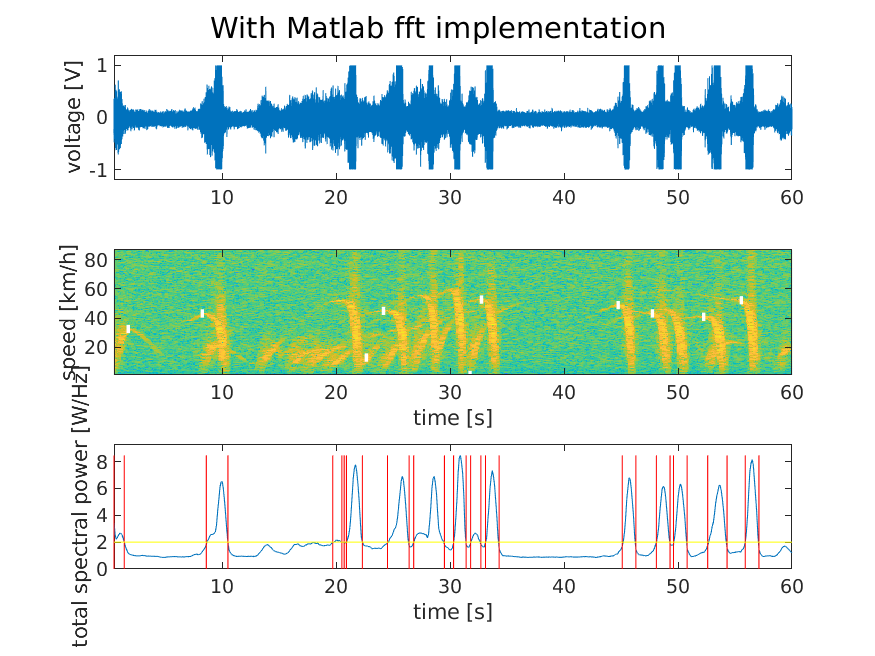 With Matlab fft implementation
voltage [V]
1
0
-1
10 20 30 40 50 60
speed [km/h]
80
60
40
20
10 20 30 40 50 60
time [s]
total spectral power [W/Hz]
8
6
4
2
0
10 20 30 40 50 60
time [s]